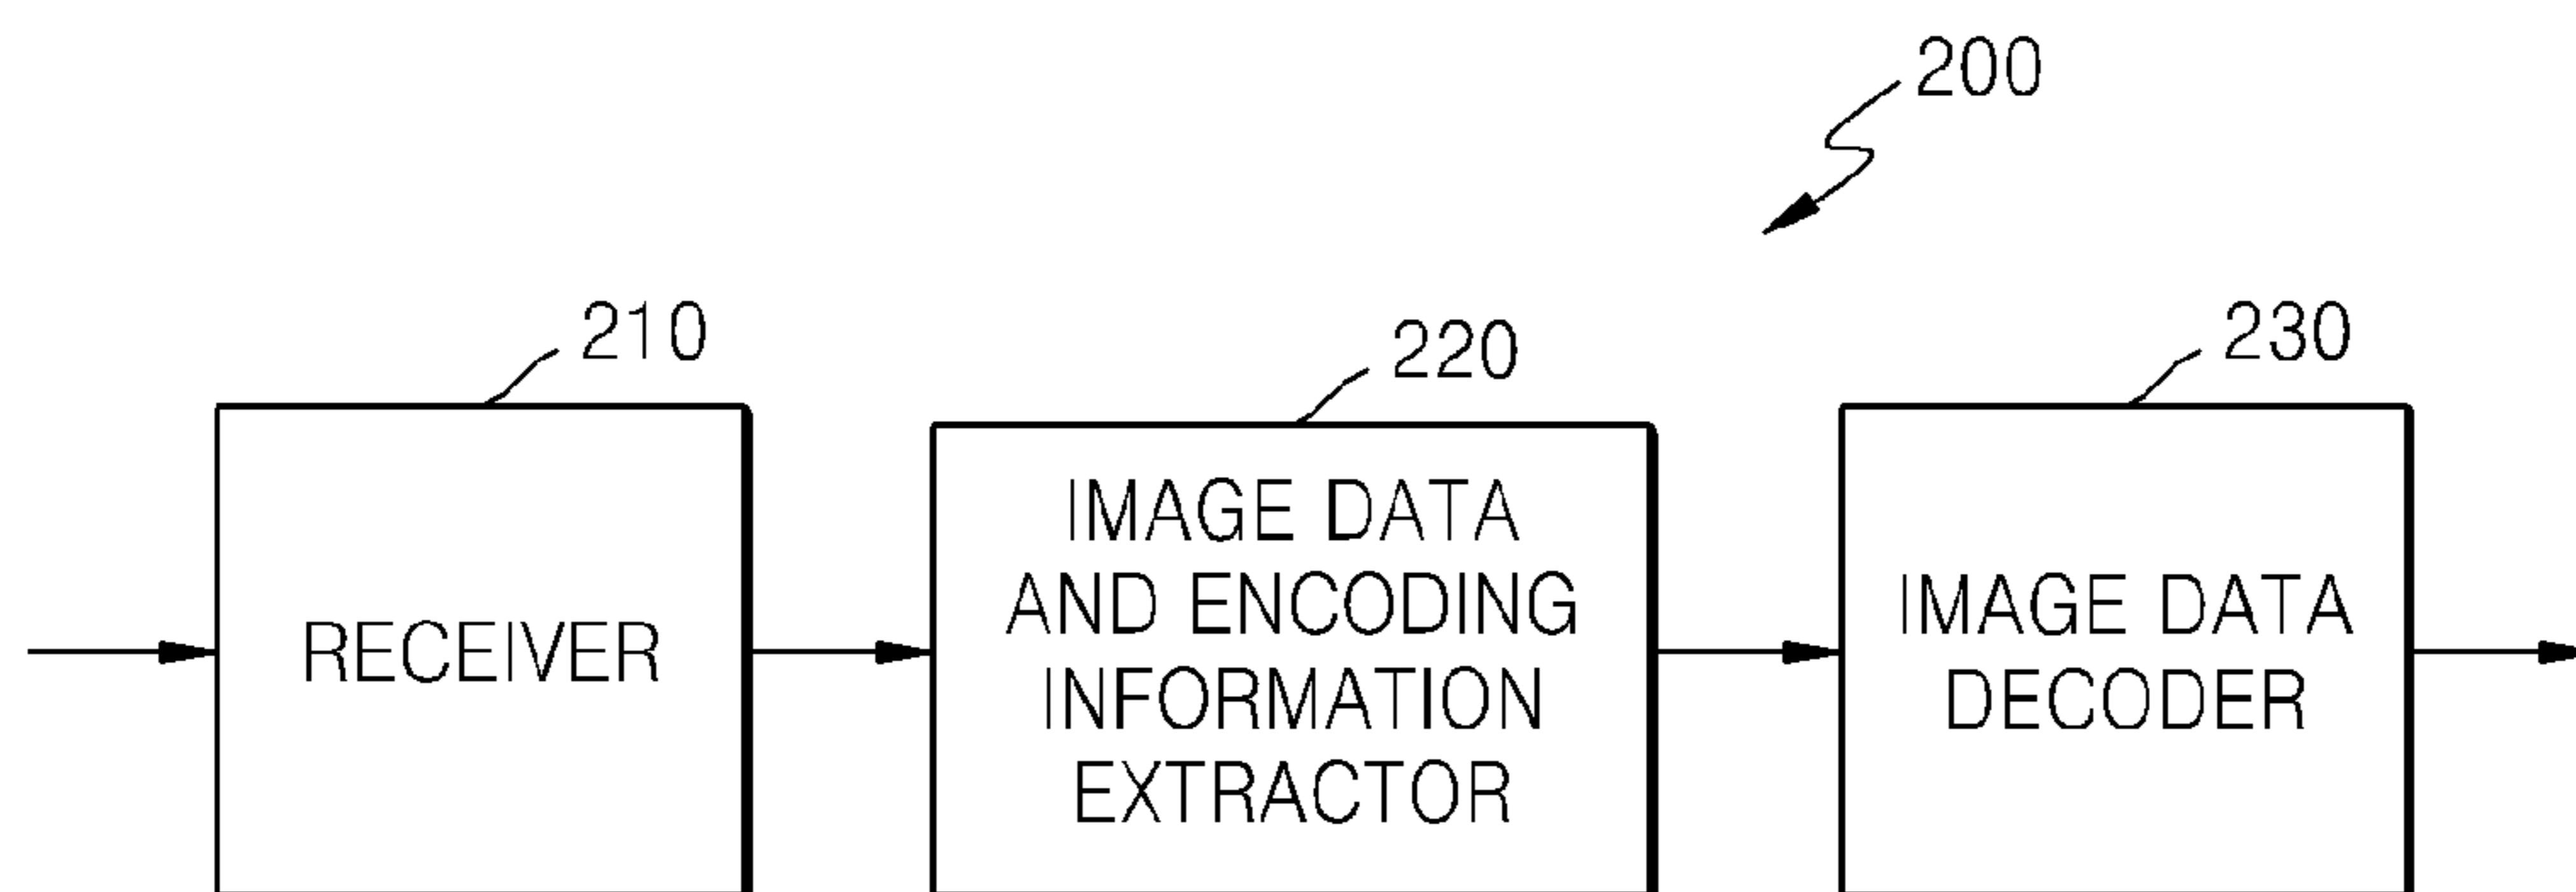 200
210
220
230
RECEIVER
IMAGE DATA
AND ENCODING
INFORMATION
EXTRACTOR
IMAGE DATA
DECODER